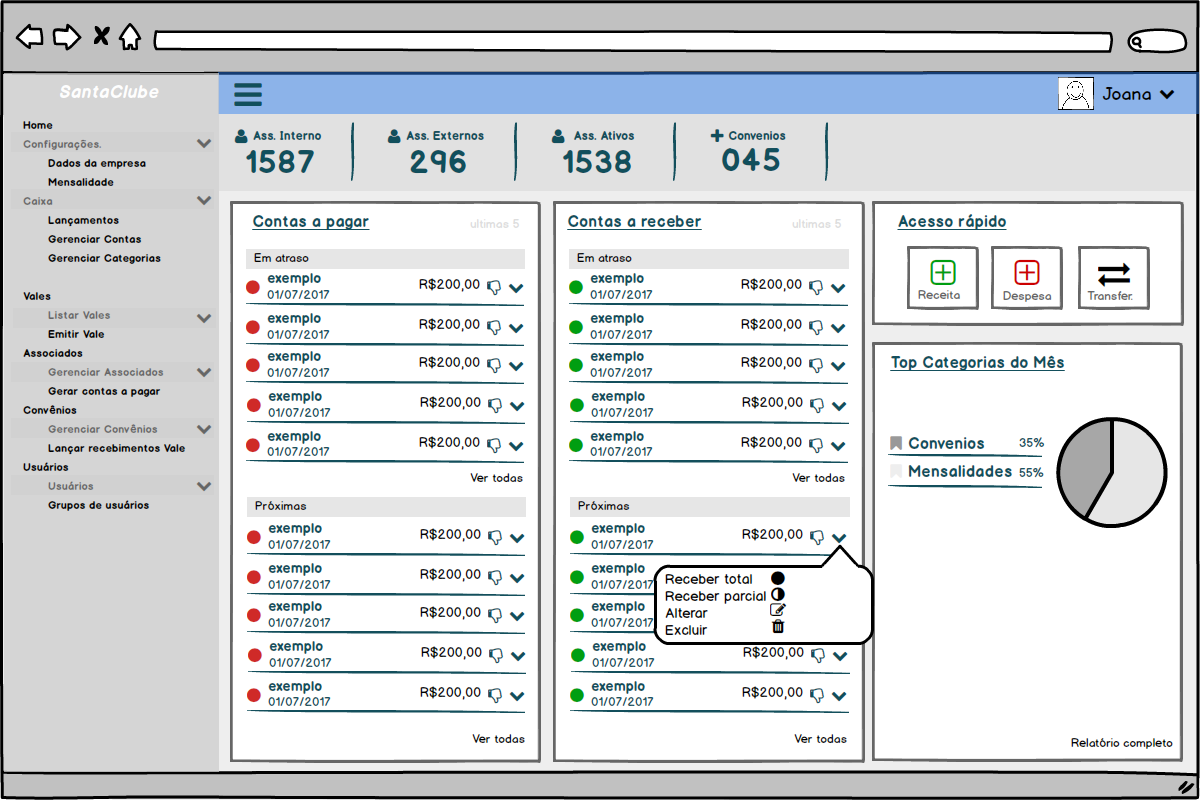 SantaClube
Joana
Home
Configurações.
Dados da empresa
Mensalidade
Caixa
Lançamentos
Gerenciar Contas
Gerenciar Categorias
Vales
Listar Vales
Emitir Vale
Associados
Gerenciar Associados
Gerar contas a pagar
Convênios
Gerenciar Convênios
Lançar recebimentos Vale
Usuários
Usuários
Grupos de usuários
Ass. Interno
1587
Ass. Externos
296
Ass. Ativos
1538
Convenios
045
Contas a pagar ultimas 5
Em atraso
exemplo R$200,00
01/07/2017
exemplo R$200,00
01/07/2017
exemplo R$200,00
01/07/2017
exemplo R$200,00
01/07/2017
exemplo R$200,00
01/07/2017
Ver todas
Próximas
exemplo R$200,00
01/07/2017
exemplo R$200,00
01/07/2017
exemplo R$200,00
01/07/2017
exemplo R$200,00
01/07/2017
exemplo R$200,00
01/07/2017
Ver todas
Contas a receber ultimas 5
Em atraso
exemplo R$200,00
01/07/2017
exemplo R$200,00
01/07/2017
exemplo R$200,00
01/07/2017
exemplo R$200,00
01/07/2017
exemplo R$200,00
01/07/2017
Ver todas
Próximas
exemplo R$200,00
01/07/2017
exemplo
01/07/2017
exemplo
01/07/2017
exemplo R$200,00
01/07/2017
exemplo R$200,00
01/07/2017
Ver todas
Receber total
Receber parcial
Alterar
Excluir
Acesso rápido
Receita
Despesa
Transfer.
Top Categorias do Mês
Convenios 35%
Mensalidades 55%
Relatório completo